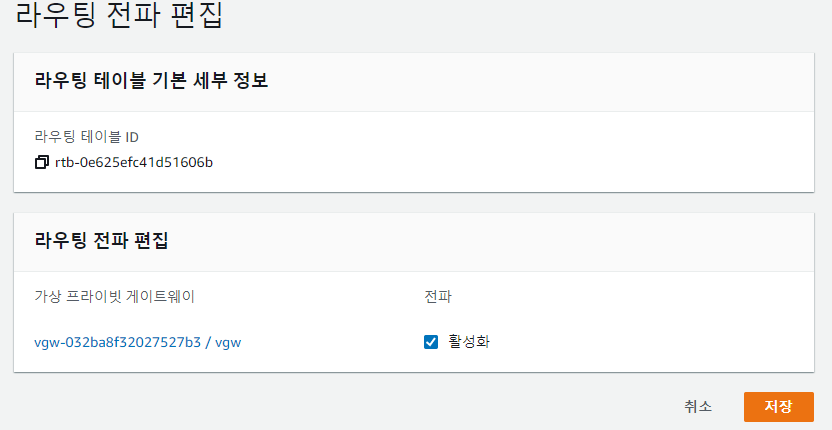 라우팅 전파 편집
라우팅 테이블 기본 세부 정보
라우팅 테이블 ID
rtb-0e625efc41d51606b
라우팅 전파 편집
가상 프라이빗 게이트웨이 전파
vgw-032ba8f32027527b3 / vgw 활성화
취소 저장